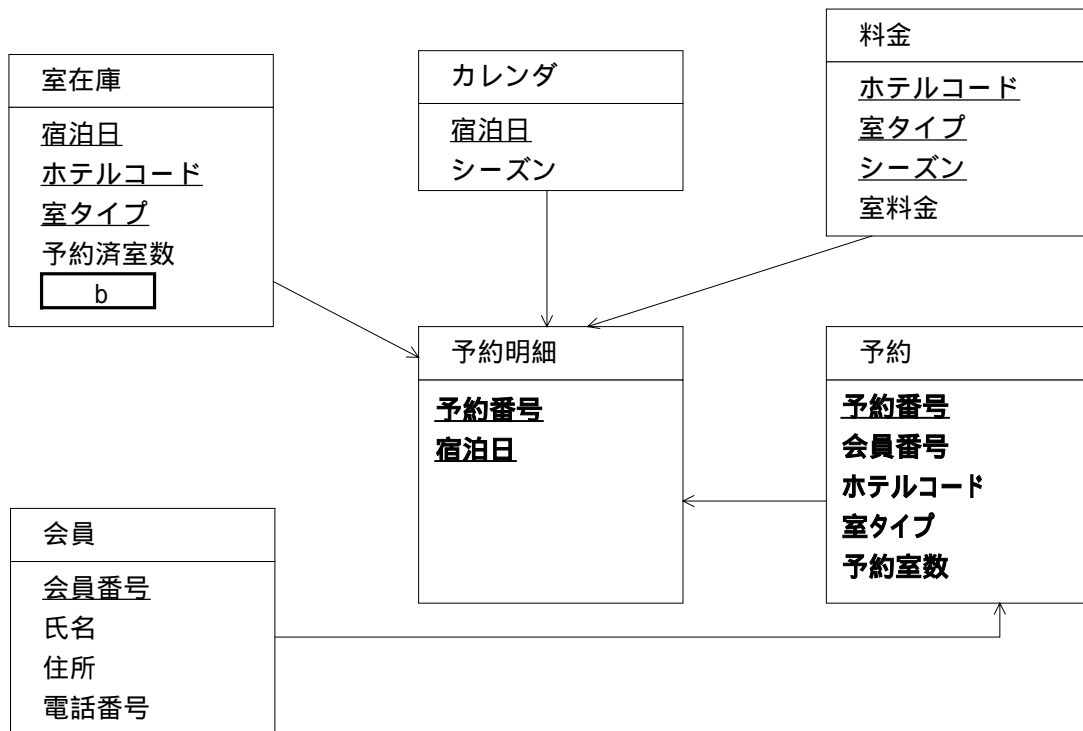 室在庫
宿泊日
ホテルコード
室タイプ
予約済室数
b
カレンダ
宿泊日
シーズン
料金
ホテルコード
室タイプ
シーズン
室料金
予約明細
予約番号
宿泊日
予約
予約番号
会員番号
ホテルコード
室タイプ
予約室数
会員
会員番号
氏名
住所
電話番号